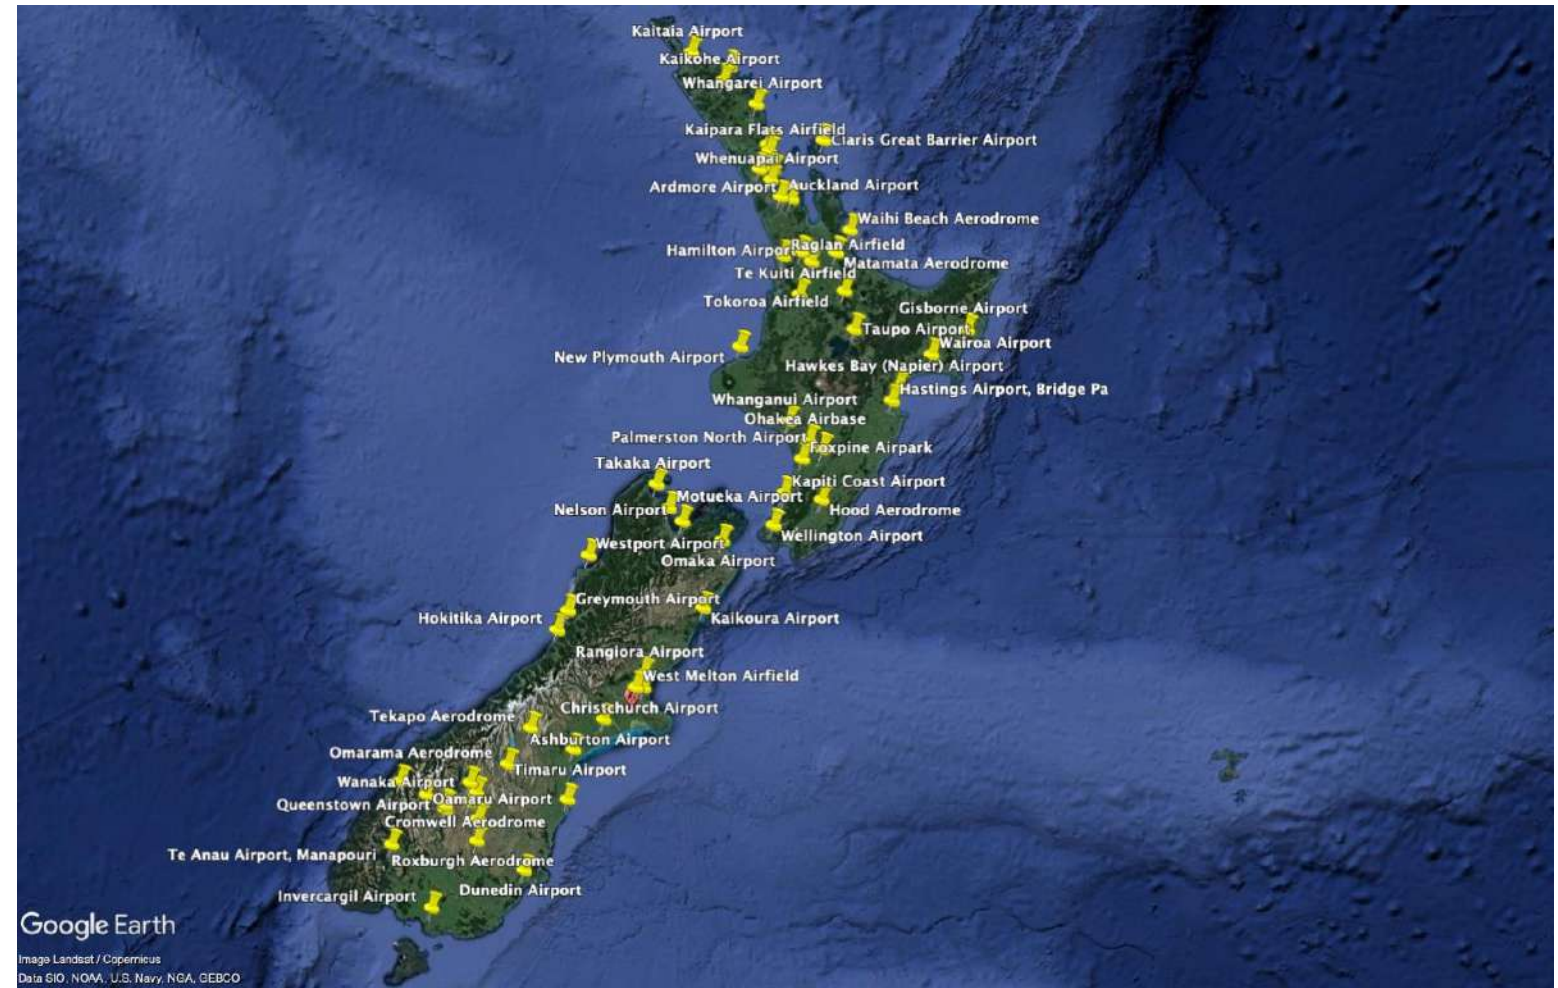 Kaitaia Airport
Kaikohe Airport
Whangarei Airport
Kaipara Flats Airfield
Claris Great Barrier Airport
Whenuapai Airport
Ardmore Airport
Auckland Airport
Waihi Beach Aerodrome
Hamilton Airport
Raglan Airfield
Matamata Aerodrome
Te Kuiti Airfield
Tokoroa Airfield
Gisborne Airport
Taupo Airport
Wairoa Airport
New Plymouth Airport
Hawkes Bay (Napier) Airport
Hastings Airport, Bridge Pa
Whanganui Airport
Ohakea Airbase
Palmerston North Airport
Foxpine Airpark
Takaka Airport
Kapiti Coast Airport
Motueka Airport
Nelson Airport
Hood Aerodrome
Wellington Airport
Westport Airport
Omaka Airport
Greymouth Airport
Hokitika Airport
Kaikoura Airport
Rangiora Airport
West Melton Airfield
Christchurch Airport
Tekapo Aerodrome
Ashburton Airport
Omarama Aerodrome
Timaru Airport
Wanaka Airport
Oamaru Airport
Queenstown Airport
Cromwell Aerodrome
Te Anau Airport, Manapouri
Roxburgh Aerodrome
Dunedin Airport
Invercargil Airport
Google Earth
Image Landsat / Copernicus
Data SIO, NOAA, U.S. Navy, NGA, GEBCO